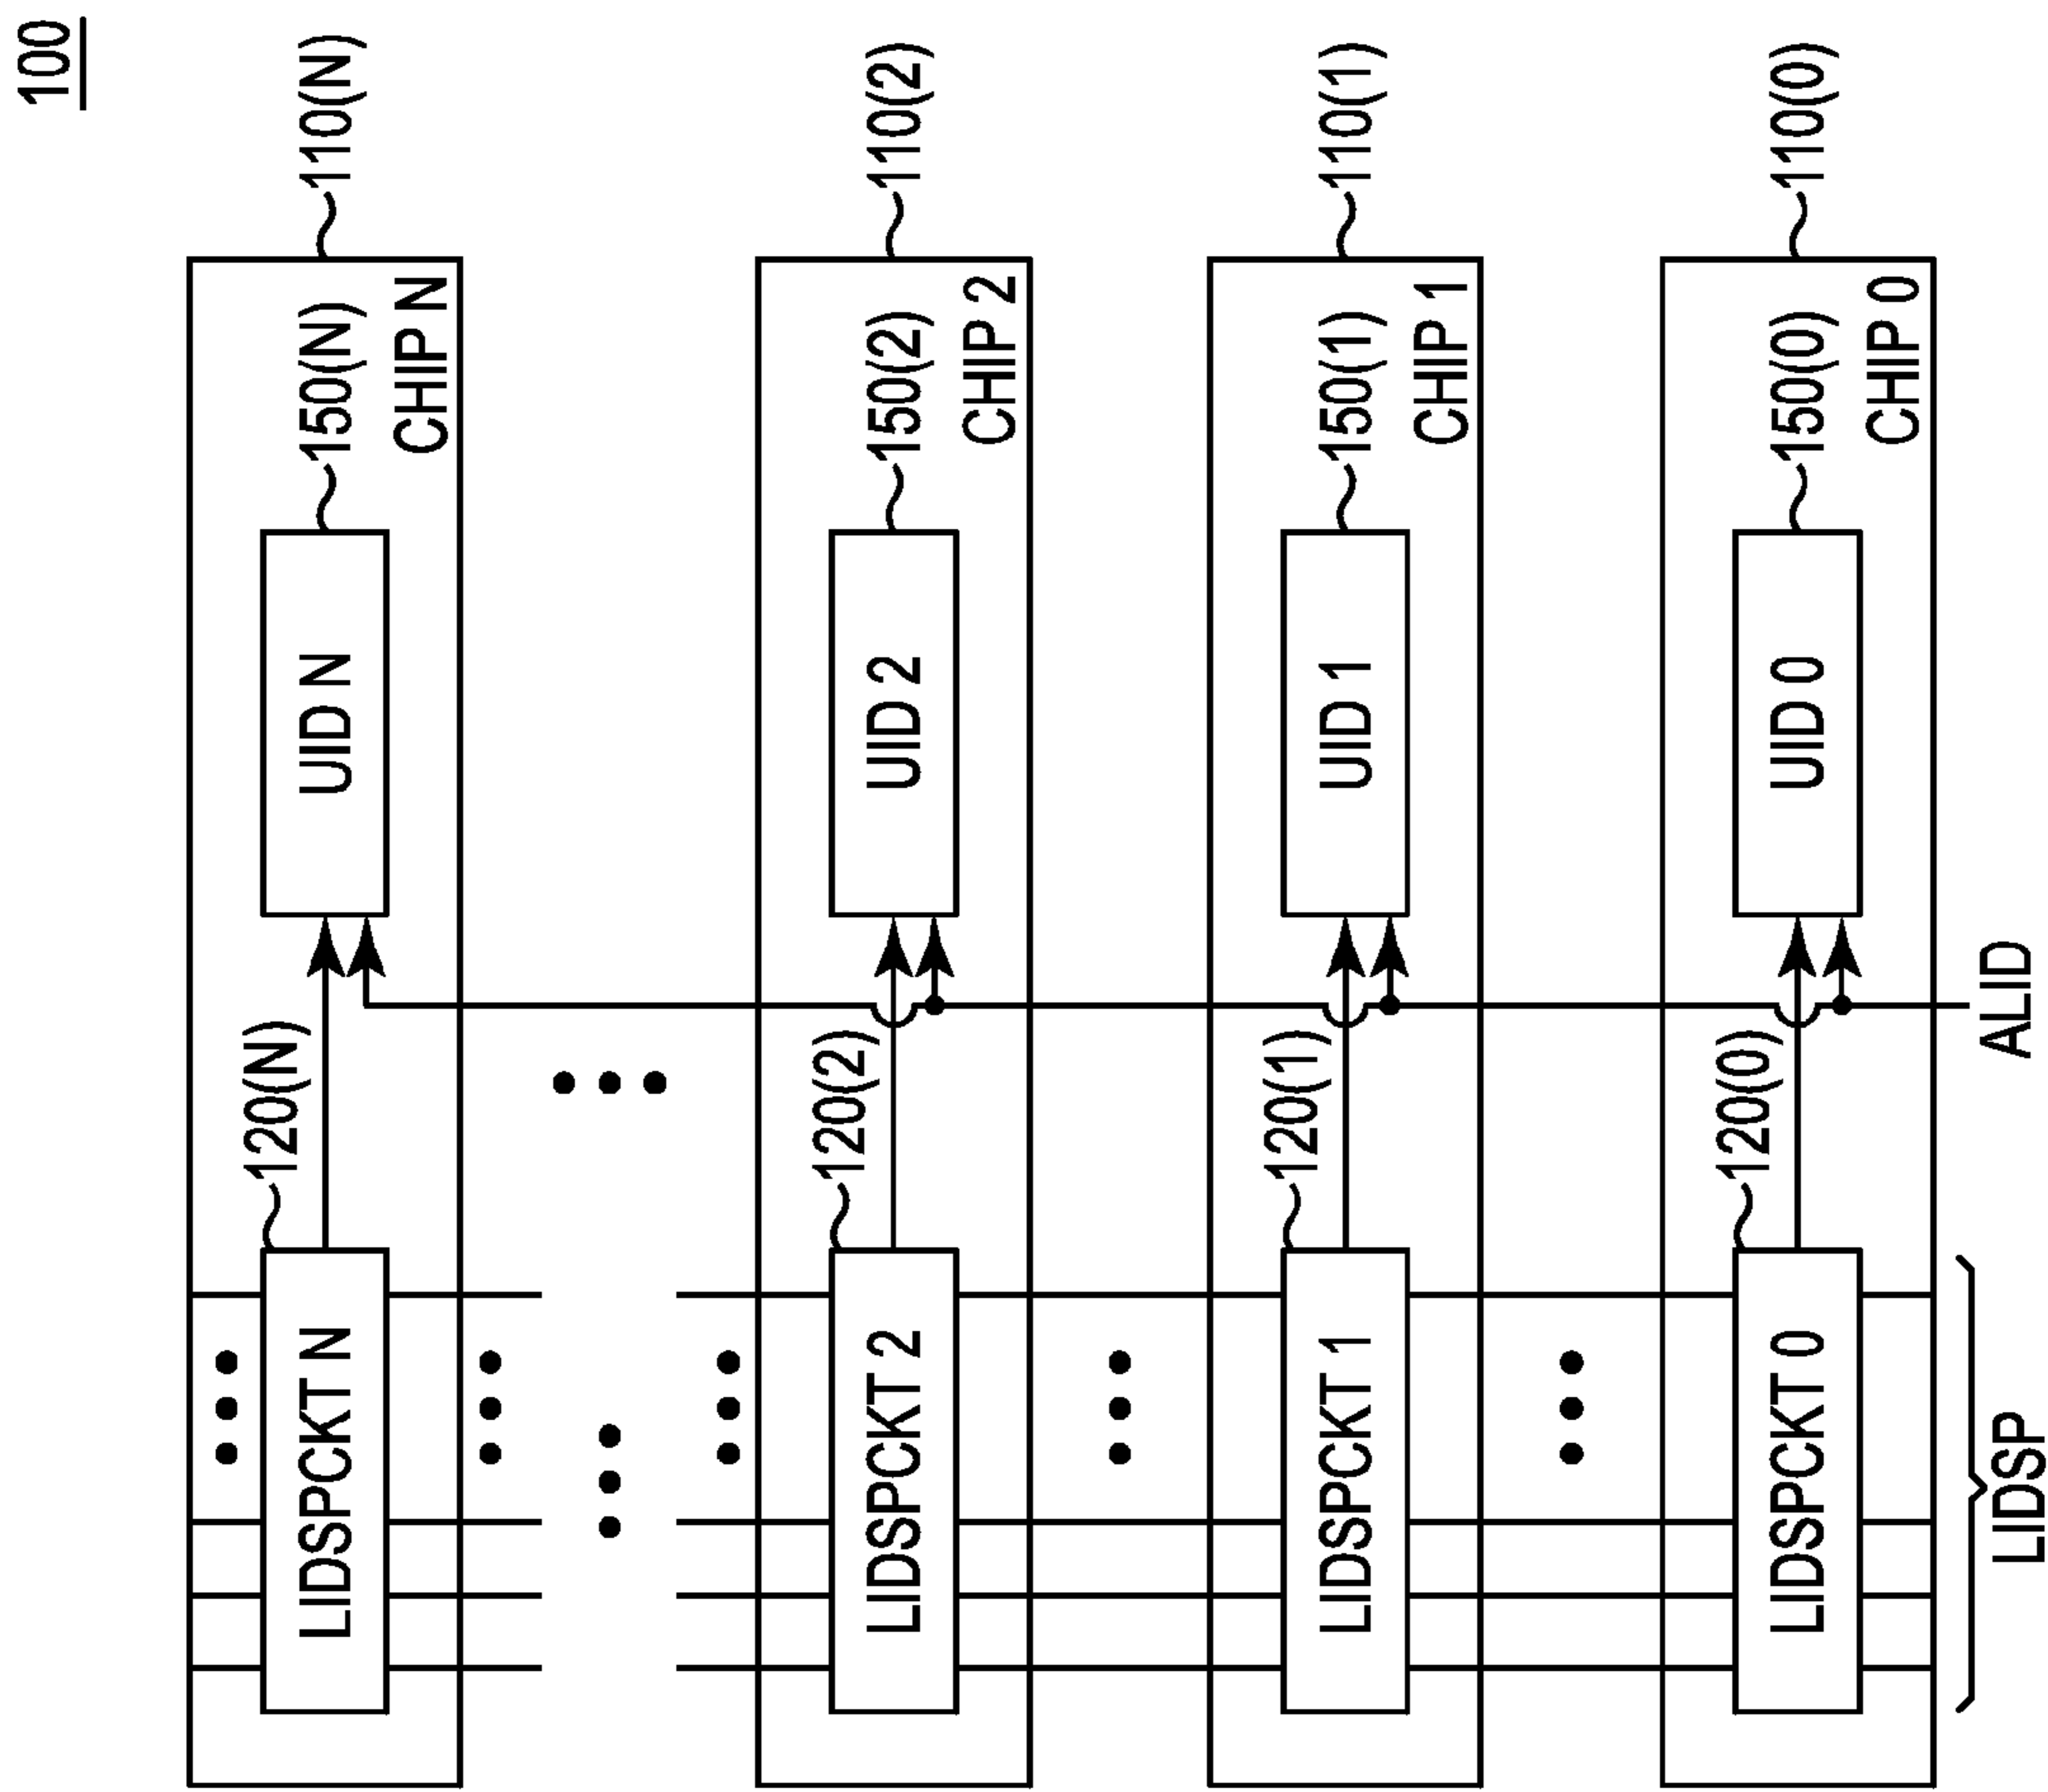 100
110(N)
150(N)
CHIP N
UID N
120(N)
LIDSPCKT N
110(2)
150(2)
CHIP 2
UID 2
120(2)
LIDSPCKT 2
110(1)
150(1)
CHIP 1
UID 1
120(1)
LIDSPCKT 1
110(0)
150(0)
CHIP 0
UID 0
120(0)
LIDSPCKT 0
ALID
LIDSP